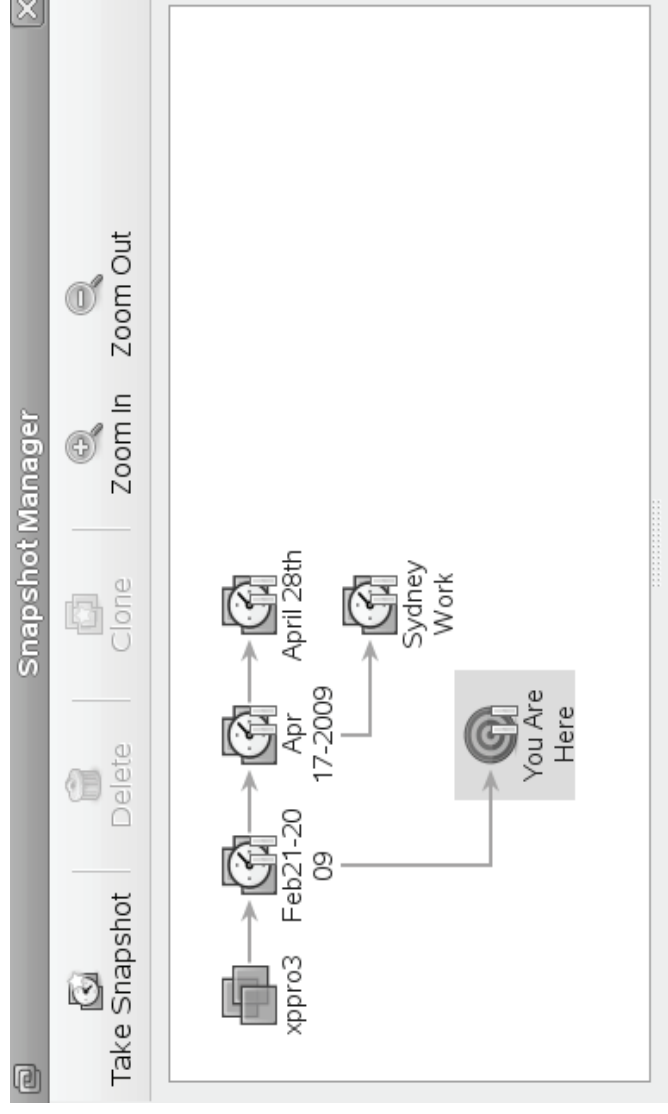 Snapshot Manager
Take Snapshot
Delete
Clone
Zoom In
Zoom Out
xppro3
Feb21-20
09
Apr
17-2009
April 28th
Sydney
Work
You Are
Here